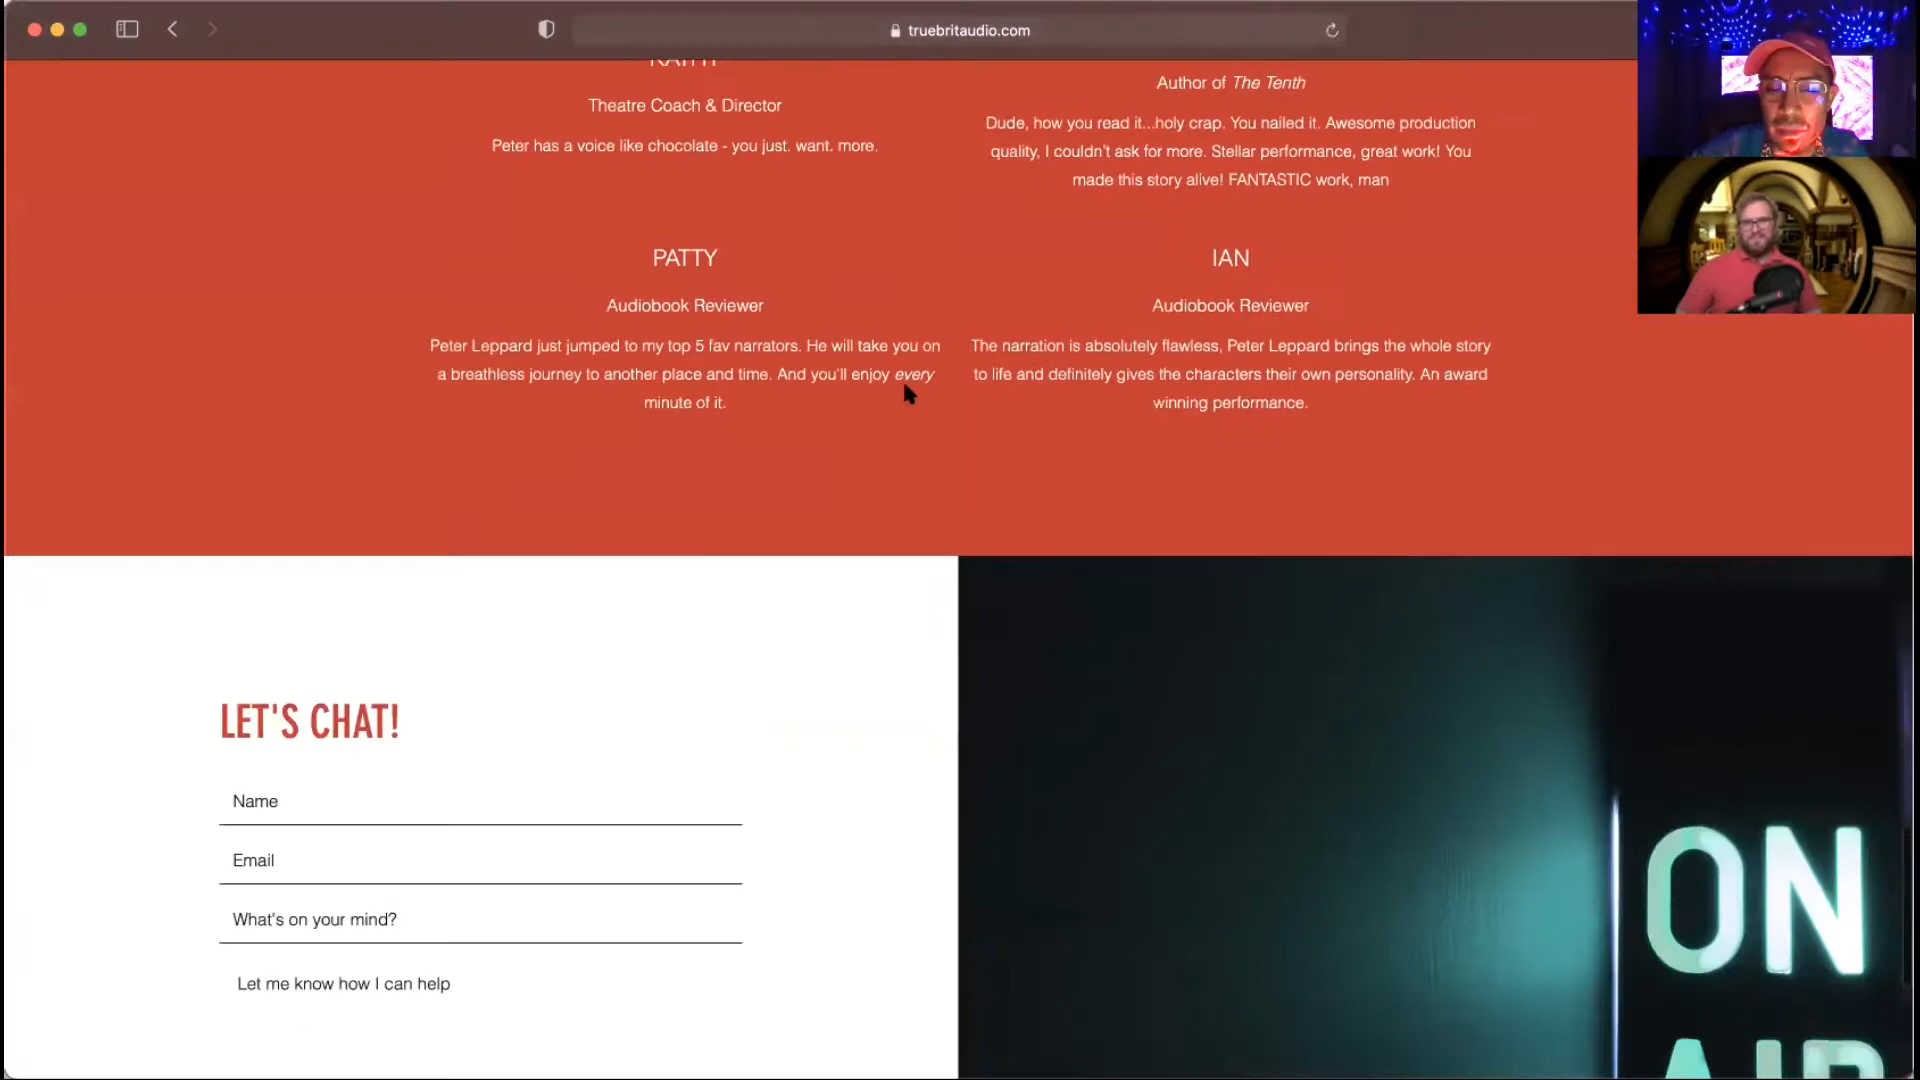 truebritaudio.com
Theatre Coach & Director
Peter has a voice like chocolate - you just. want. more.
Author of The Tenth
Dude, how you read it...holy crap. You nailed it. Awesome production
quality, I couldn't ask for more. Stellar performance, great work! You
made this story alive! FANTASTIC work, man
PATTY
Audiobook Reviewer
Peter Leppard just jumped to my top 5 fav narrators. He will take you on
a breathless journey to another place and time. And you'll enjoy every
minute of it.
IAN
Audiobook Reviewer
The narration is absolutely flawless, Peter Leppard brings the whole story
to life and definitely gives the characters their own personality. An award
winning performance.
LET'S CHAT!
Name
Email
What's on your mind?
Let me know how I can help
ON
AIR